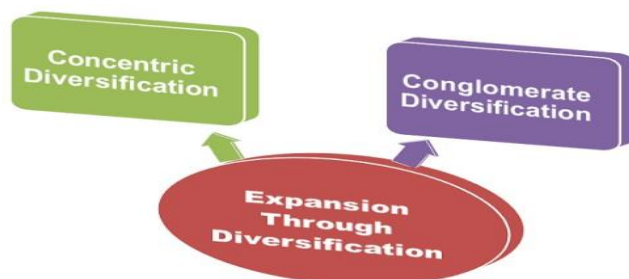 Concentric
Diversification
Conglomerate
Diversification
Expansion
Through
Diversification